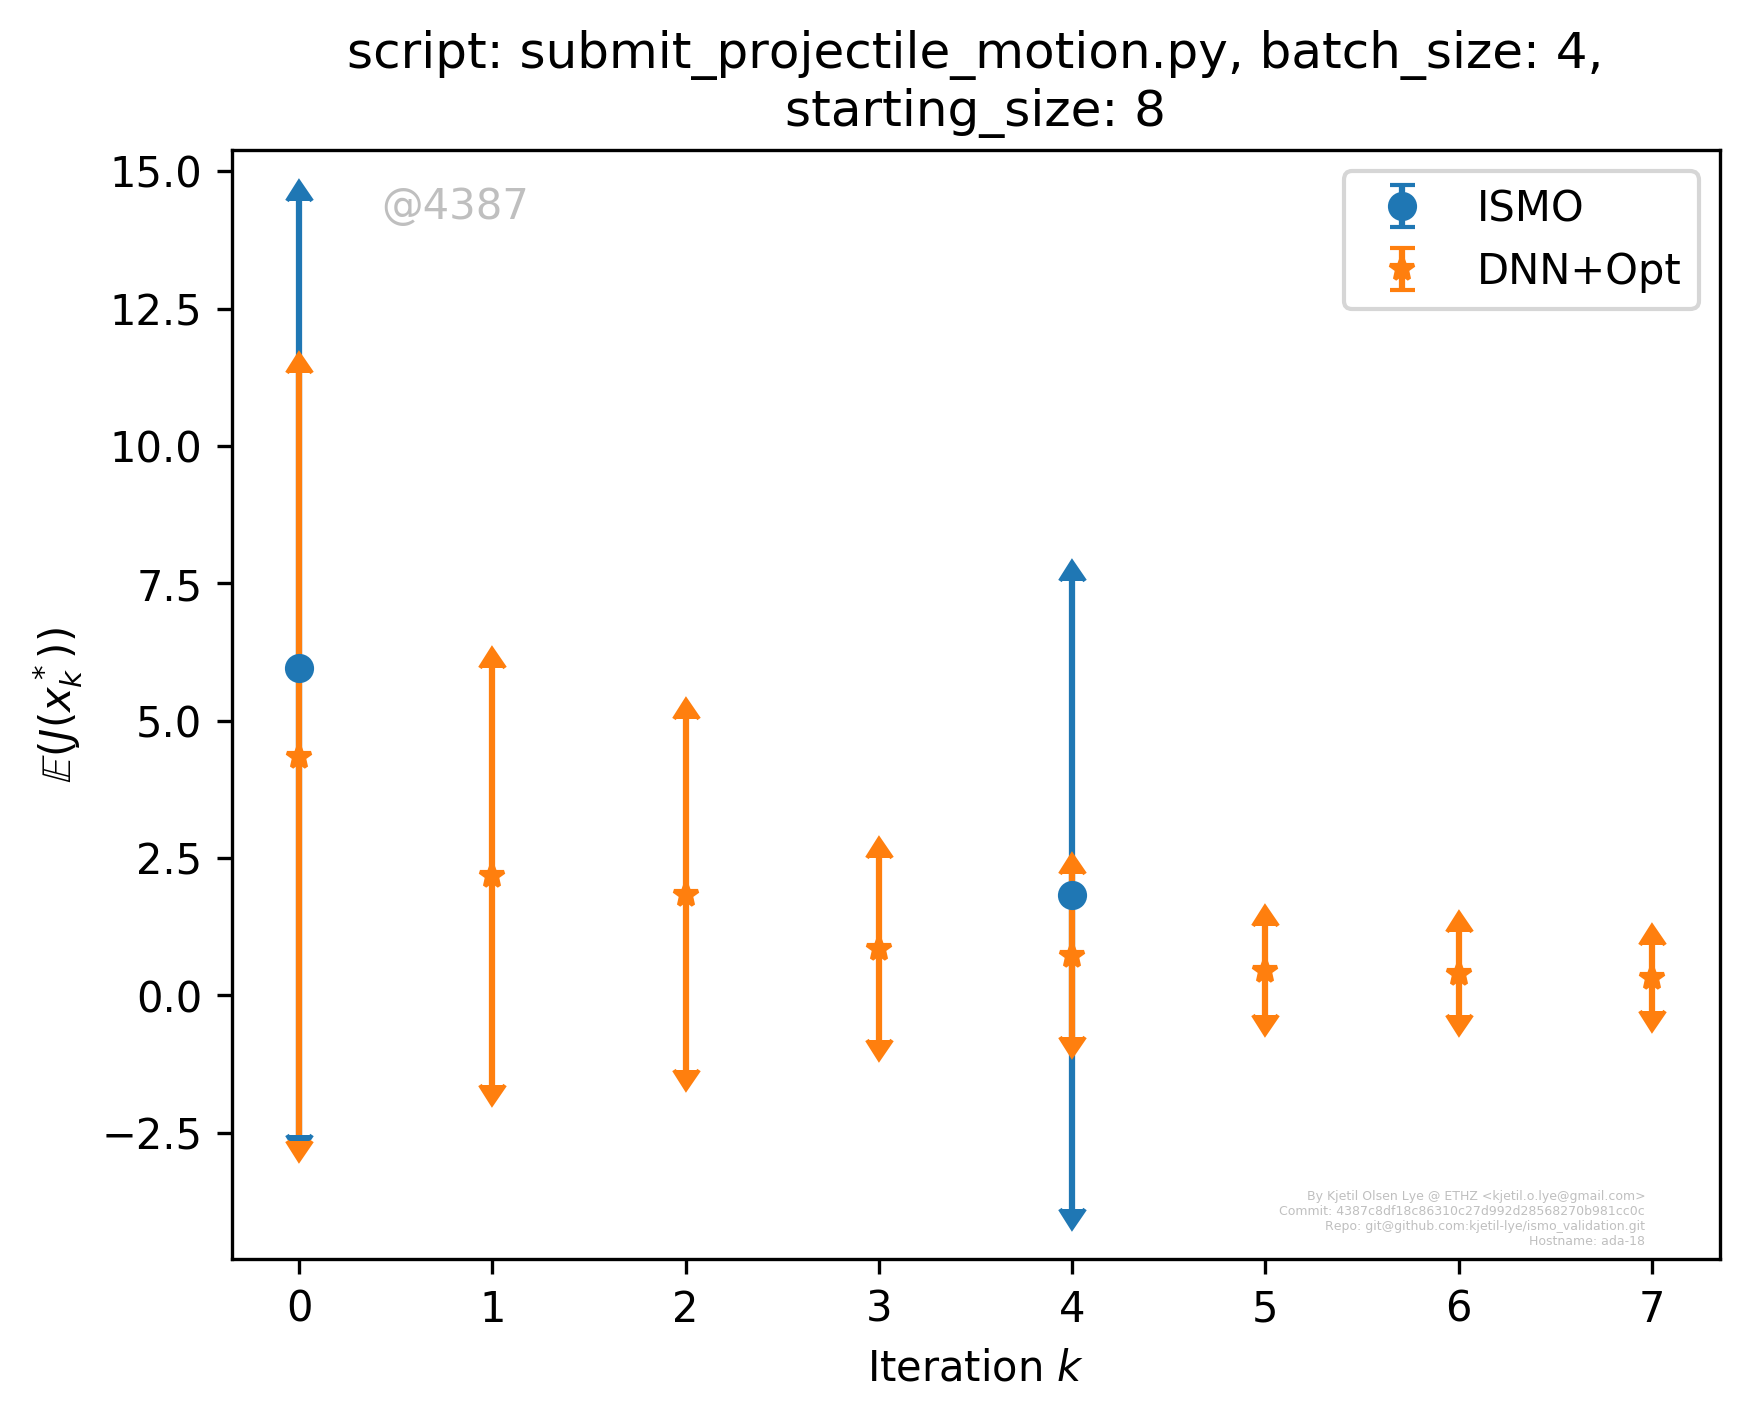 script: submit_projectile_motion.py, batch_size: 4,
starting_size: 8
15.0
12.5
10.0
7.5
5.0
2.5
0.0
−2.5
𝔼(J(x*k))
@4387
ISMO
DNN+Opt
By Kjetil Olsen Lye @ ETHZ <kjetil.o.lye@gmail.com>
Commit: 4387c8df18c86310c27d992d28568270b981cc0c
Repo: git@github.com:kjetil-lye/ismo_validation.git
Hostname: ada-18
0 1 2 3 4 5 6 7
Iteration k